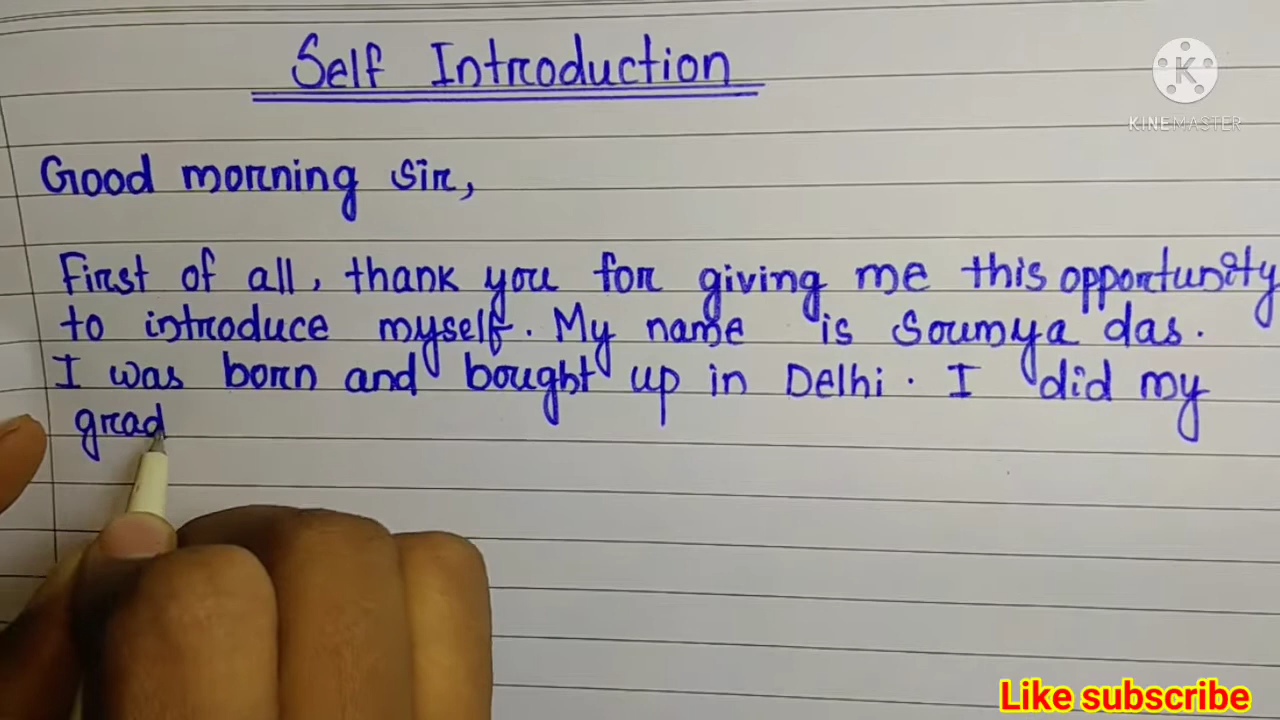 Self Introduction
KINEMASTER
Good morning sir,
First of all, thank you for giving me this opportunity
to introduce myself. My name is Soumya das.
I was born and bought up in Delhi. I did my
grad
Like subscribe